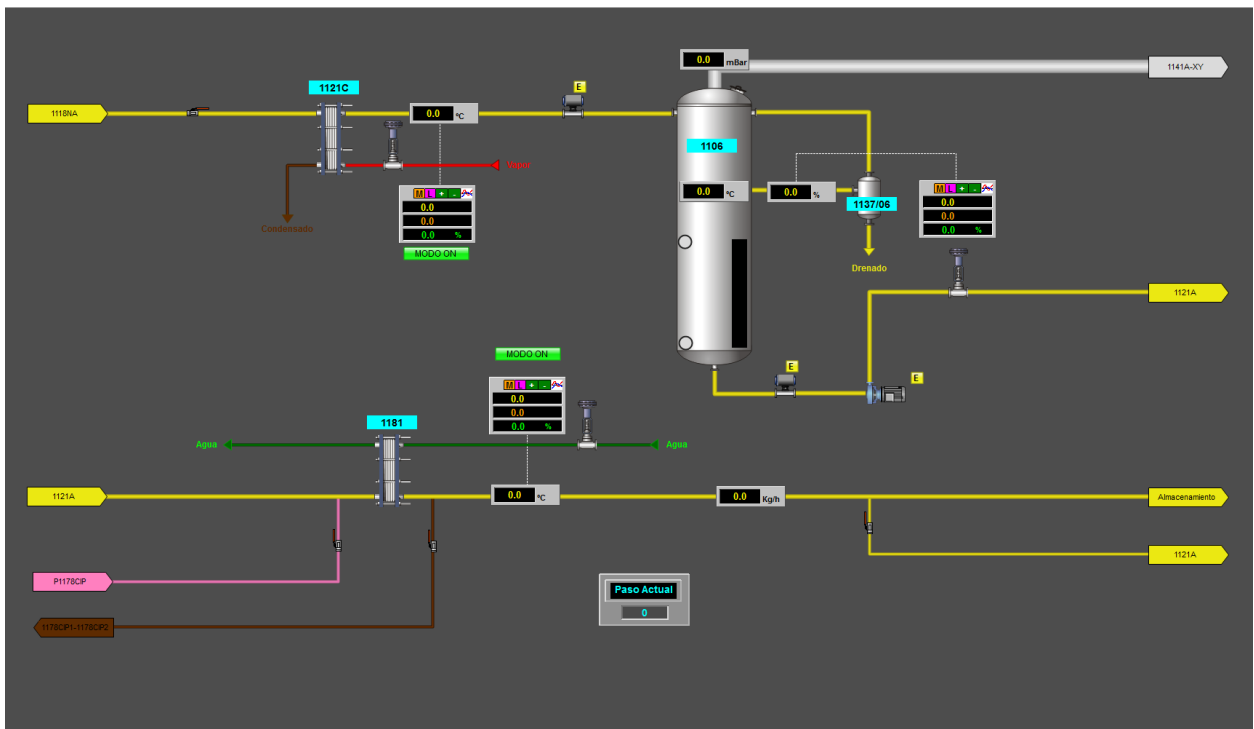 0.0 mBar
1141A-XY
1121C
E
1118NA
0.0 ºC
1106
Vapor
M L + -
0.0
0.0
0.0 %
MODO ON
Condensado
0.0 ºC
0.0 %
1137/06
M L + -
0.0
0.0
0.0 %
Drenado
1121A
MODO ON
E
E
M L + -
0.0
0.0
0.0 %
1181
Agua
Agua
1121A
0.0 ºC
0.0 Kg/h
Almacenamiento
1121A
P1178CIP
Paso Actual
0
1178CIP1-1178CIP2